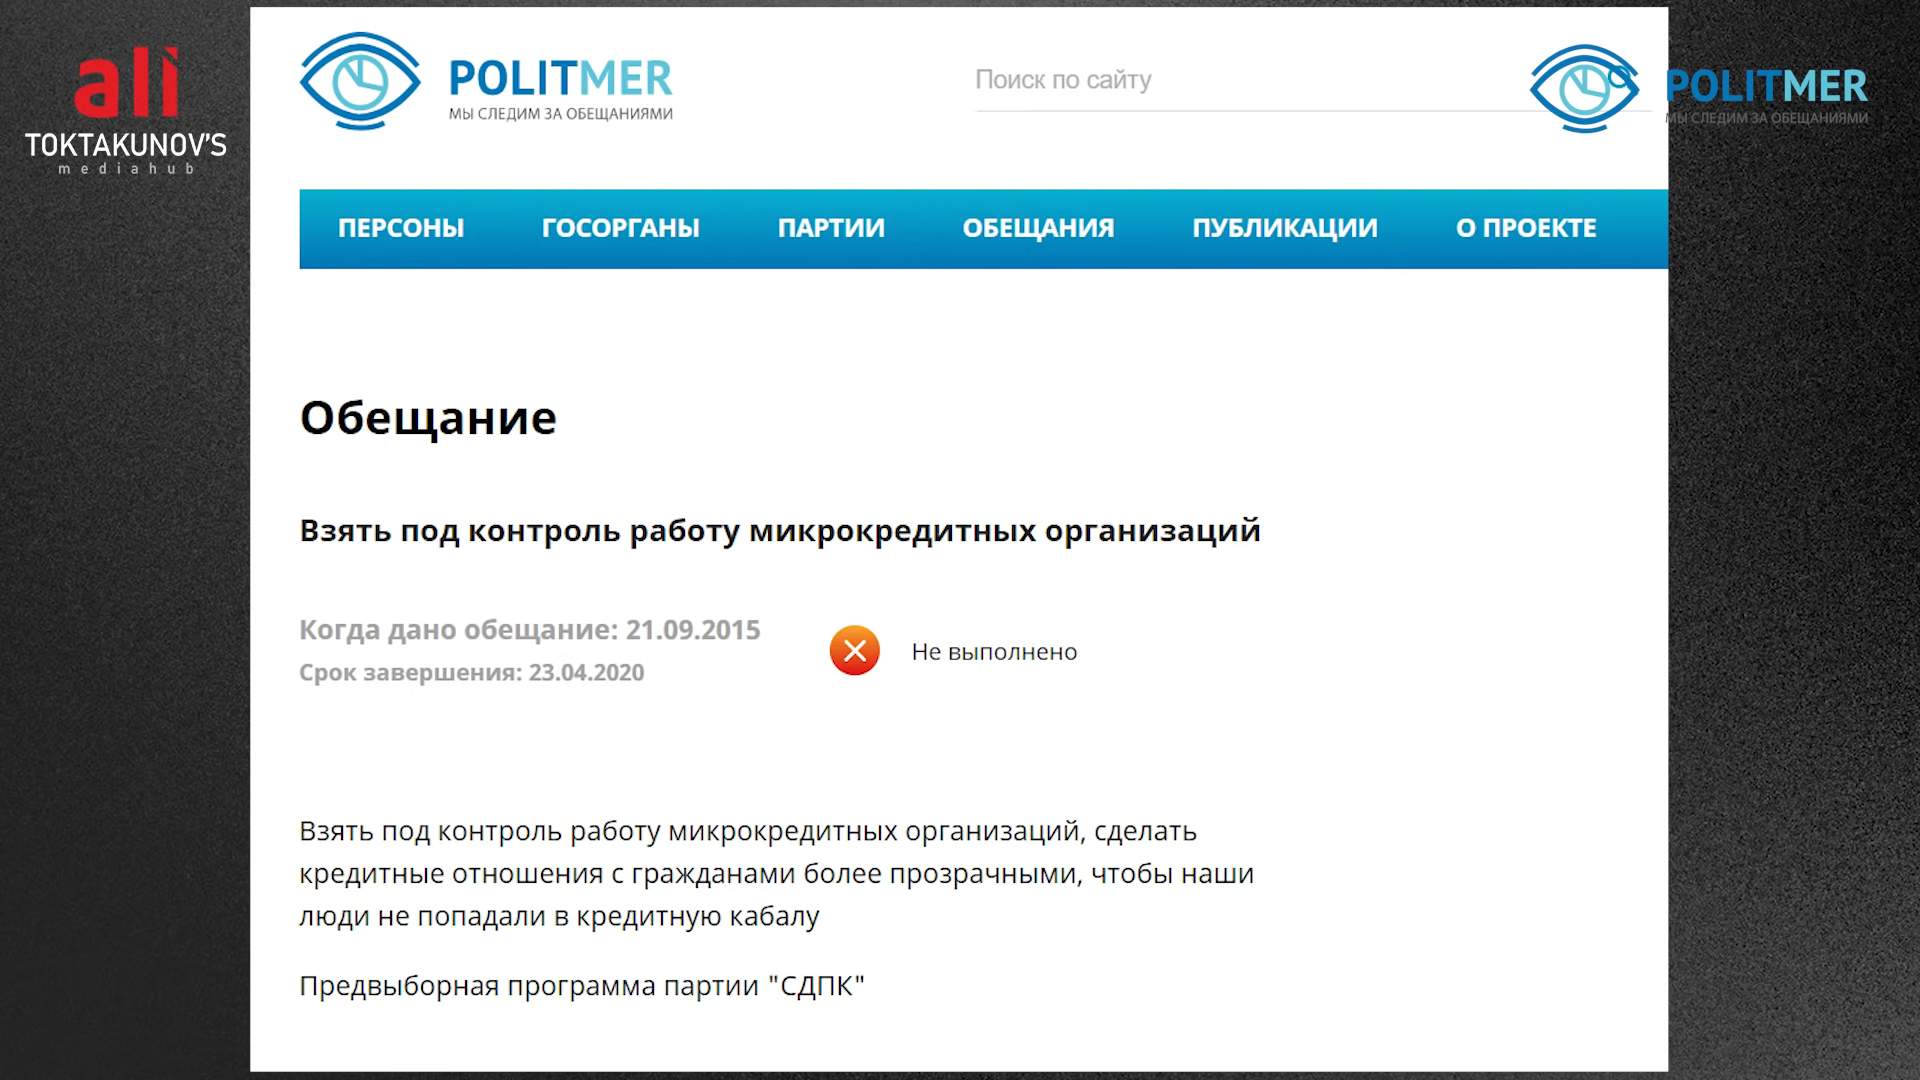 ali
TOKTAKUNOV'S
mediahub
POLITMER
МЫ СЛЕДИМ ЗА ОБЕЩАНИЯМИ
Поиск по сайту
POLITMER
МЫ СЛЕДИМ ЗА ОБЕЩАНИЯМИ
ПЕРСОНЫ ГОСОРГАНЫ ПАРТИИ ОБЕЩАНИЯ ПУБЛИКАЦИИ О ПРОЕКТЕ
Обещание
Взять под контроль работу микрокредитных организаций
Когда дано обещание: 21.09.2015
Срок завершения: 23.04.2020
Не выполнено
Взять под контроль работу микрокредитных организаций, сделать
кредитные отношения с гражданами более прозрачными, чтобы наши
люди не попадали в кредитную кабалу
Предвыборная программа партии "СДПК"